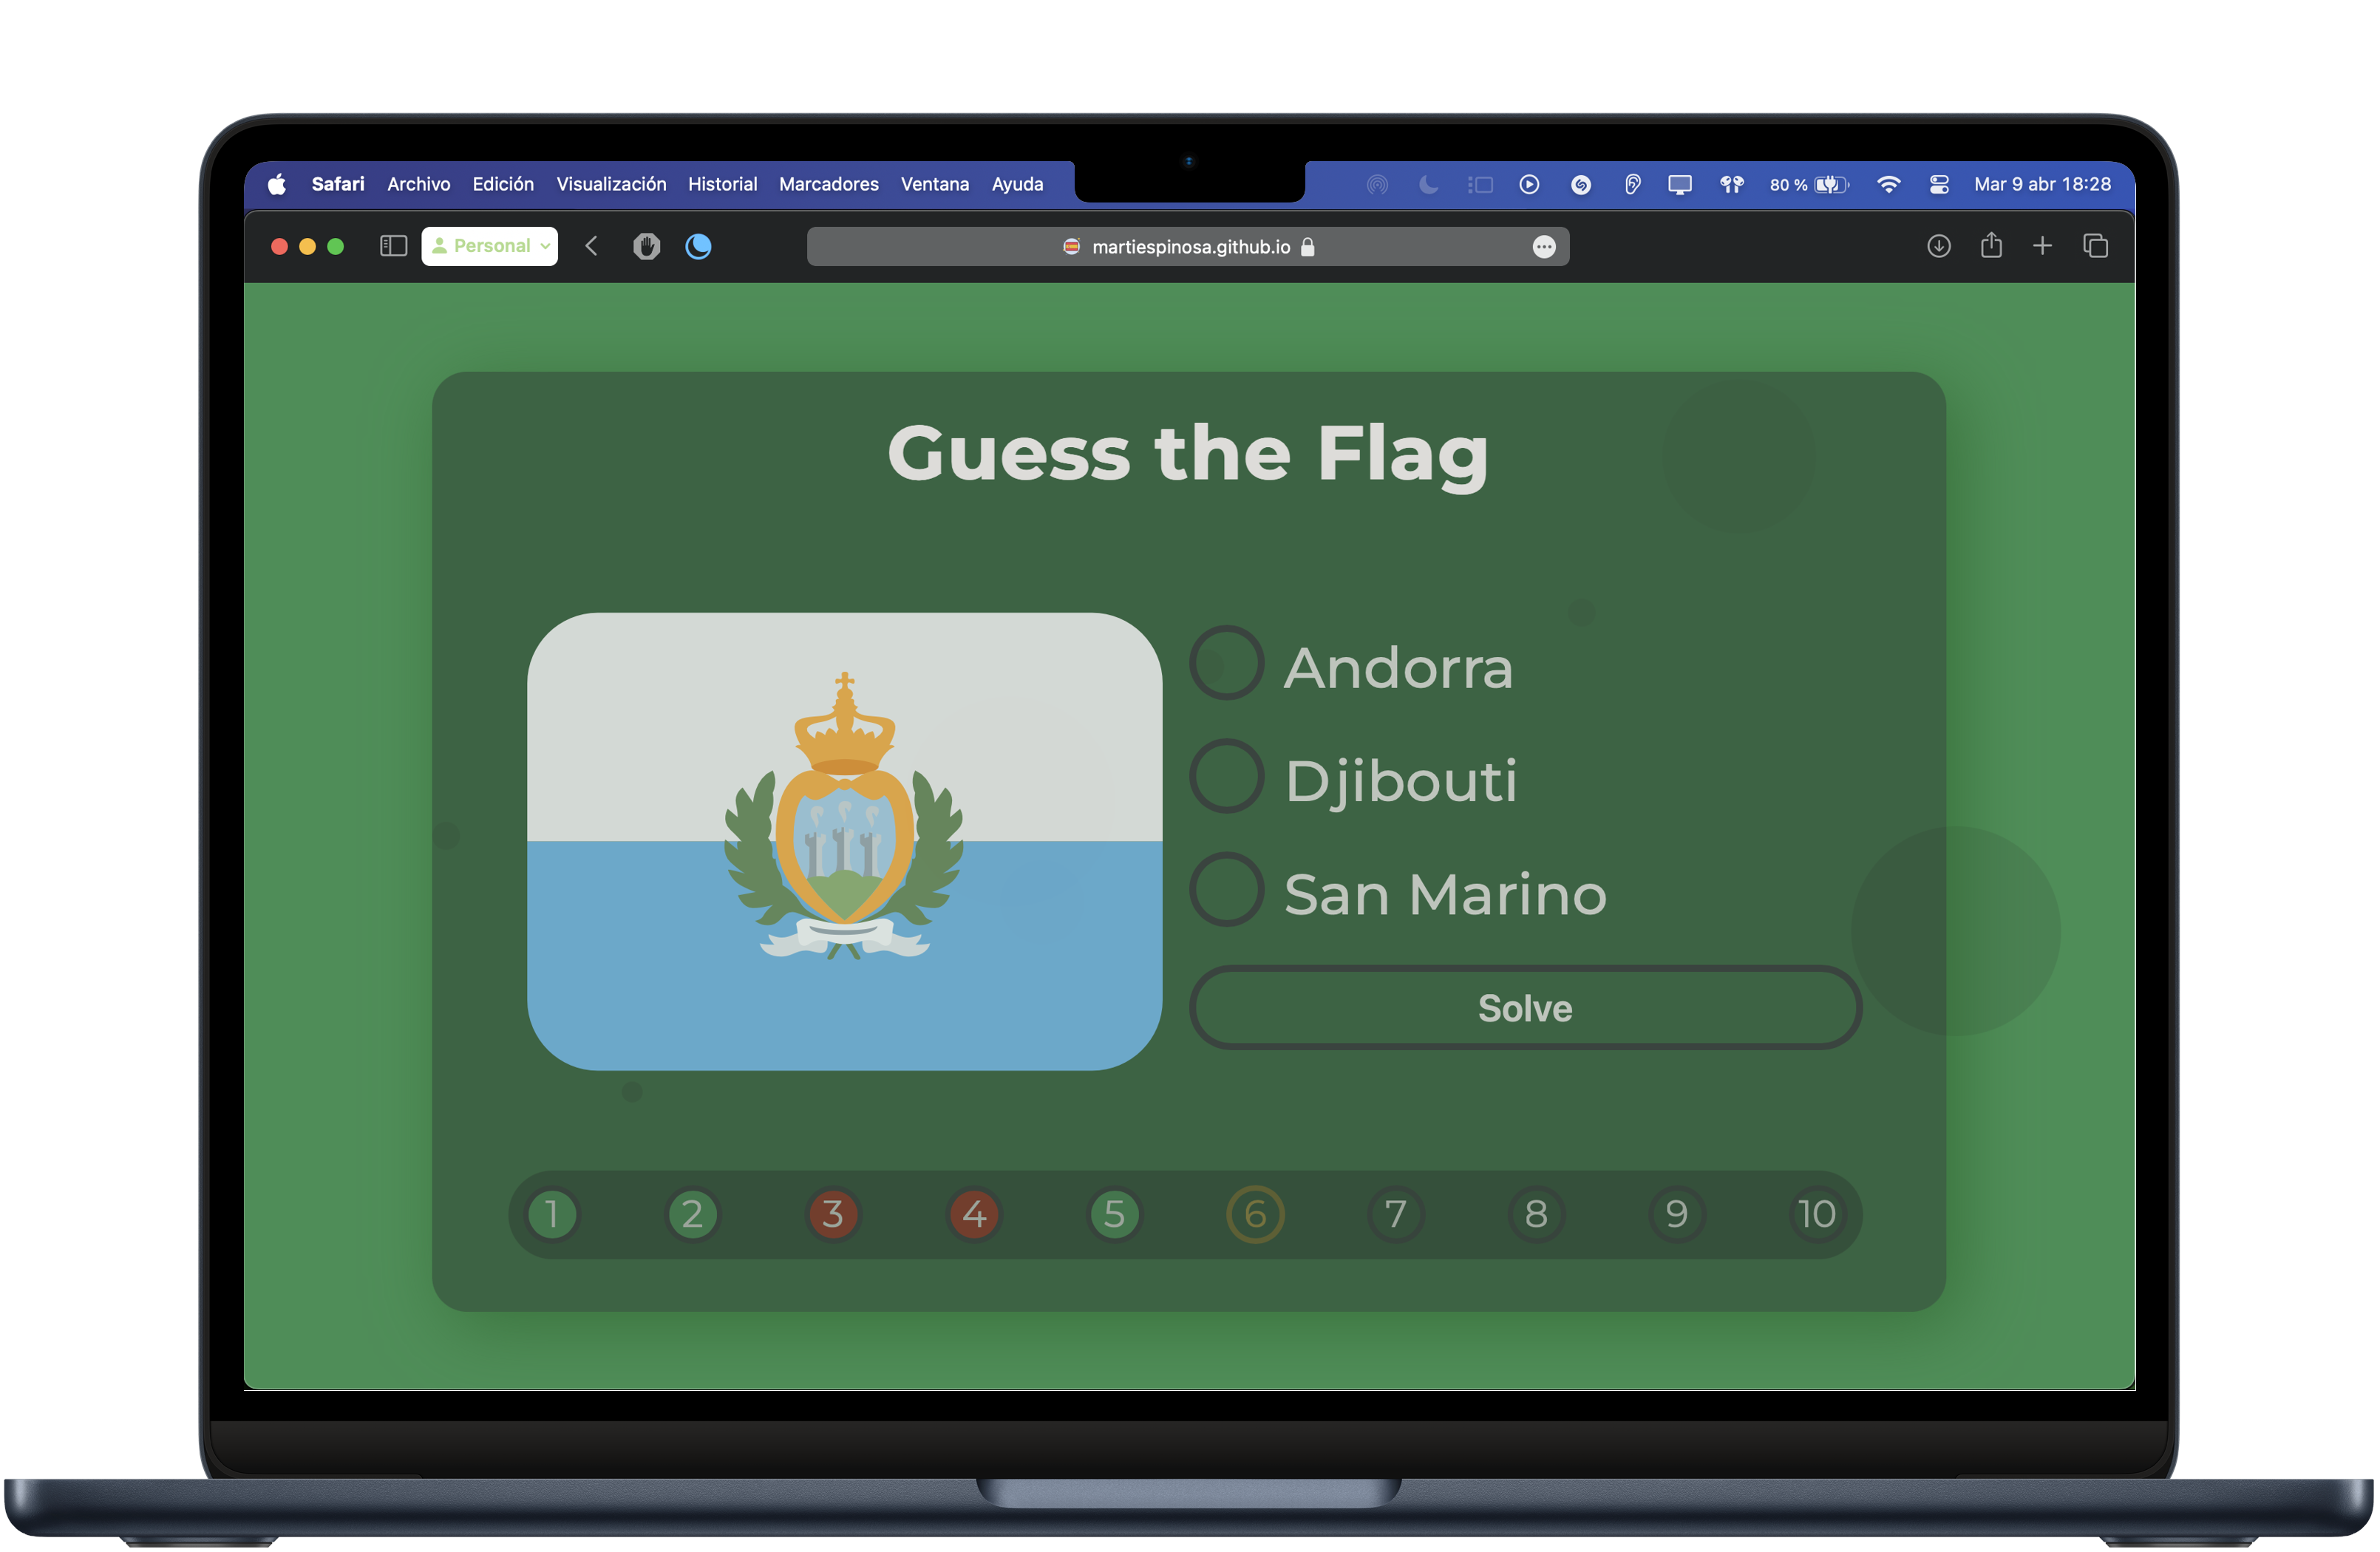 Safari Archivo Edición Visualización Historial Marcadores Ventana Ayuda 80 % Mar 9 abr 18:28
Personal martiespinosa.github.io
Guess the Flag
Andorra
Djibouti
San Marino
Solve
1 2 3 4 5 6 7 8 9 10